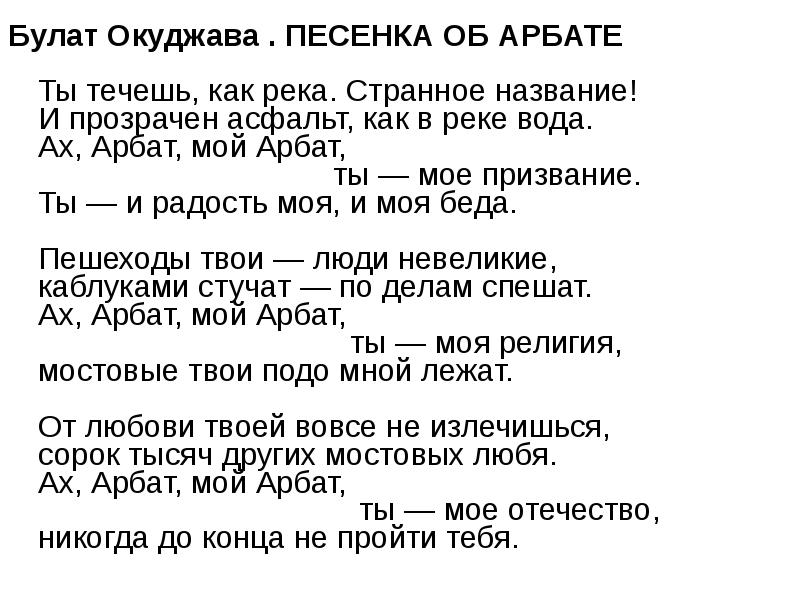 Булат Окуджава . ПЕСЕНКА ОБ АРБАТЕ
Ты течешь, как река. Странное название!
И прозрачен асфальт, как в реке вода.
Ах, Арбат, мой Арбат,
ты — мое призвание.
Ты — и радость моя, и моя беда.
Пешеходы твои — люди невеликие,
каблуками стучат — по делам спешат.
Ах, Арбат, мой Арбат,
ты — моя религия,
мостовые твои подо мной лежат.
От любови твоей вовсе не излечишься,
сорок тысяч других мостовых любя.
Ах, Арбат, мой Арбат,
ты — мое отечество,
никогда до конца не пройти тебя.